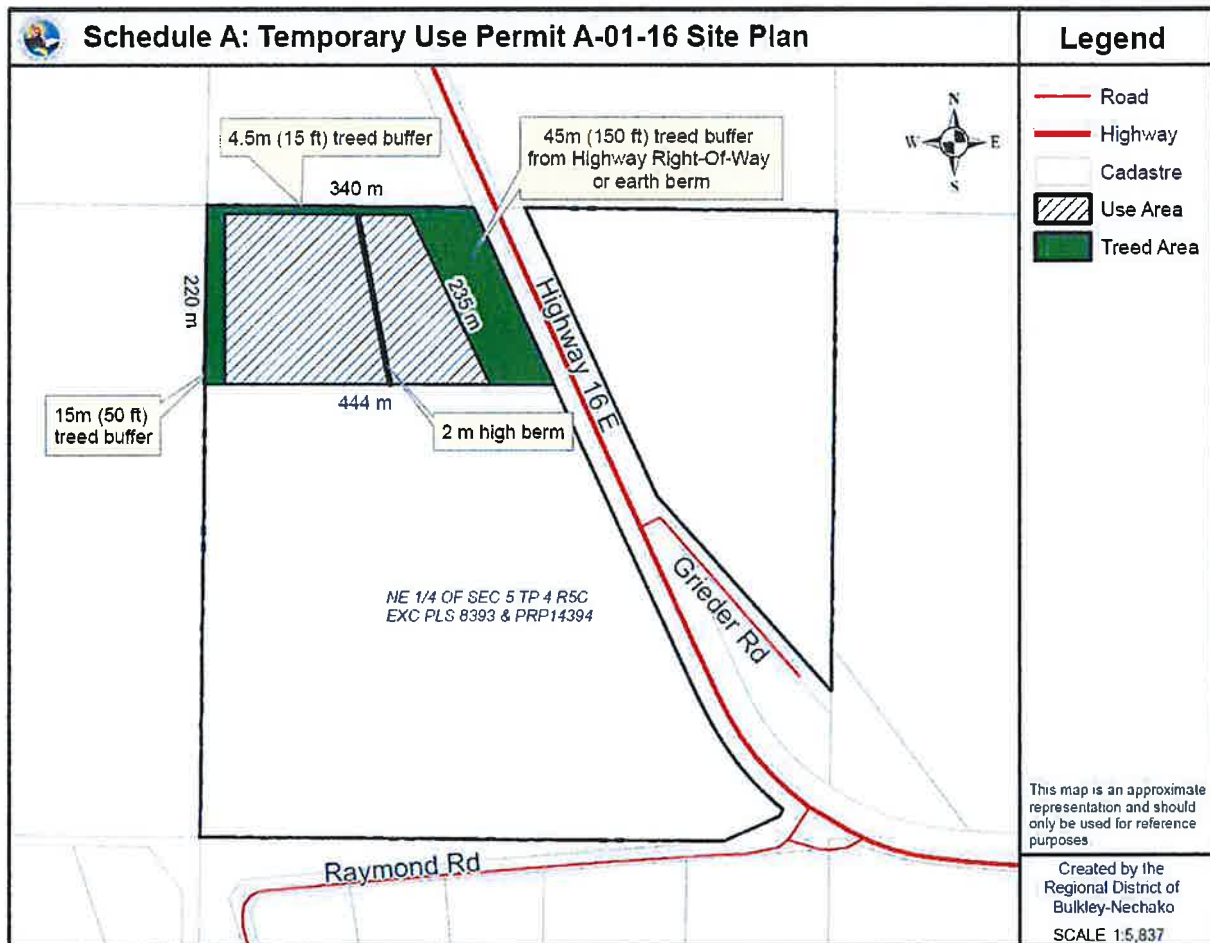 Schedule A: Temporary Use Permit A-01-16 Site Plan
Legend
Road
Highway
Cadastre
Use Area
Treed Area
N
W
E
S
4.5m (15 ft) treed buffer
45m (150 ft) treed buffer
from Highway Right-Of-Way
or earth berm
340 m
220 m
235 m
Highway 16 E
444 m
15m (50 ft)
treed buffer
2 m high berm
NE 1/4 OF SEC 5 TP 4 R5C
EXC PLS 8393 & PRP14394
Grieder Rd
Raymond Rd
This map is an approximate
representation and should
only be used for reference
purposes
Created by the
Regional District of
Bulkley-Nechako
SCALE 1:5,837